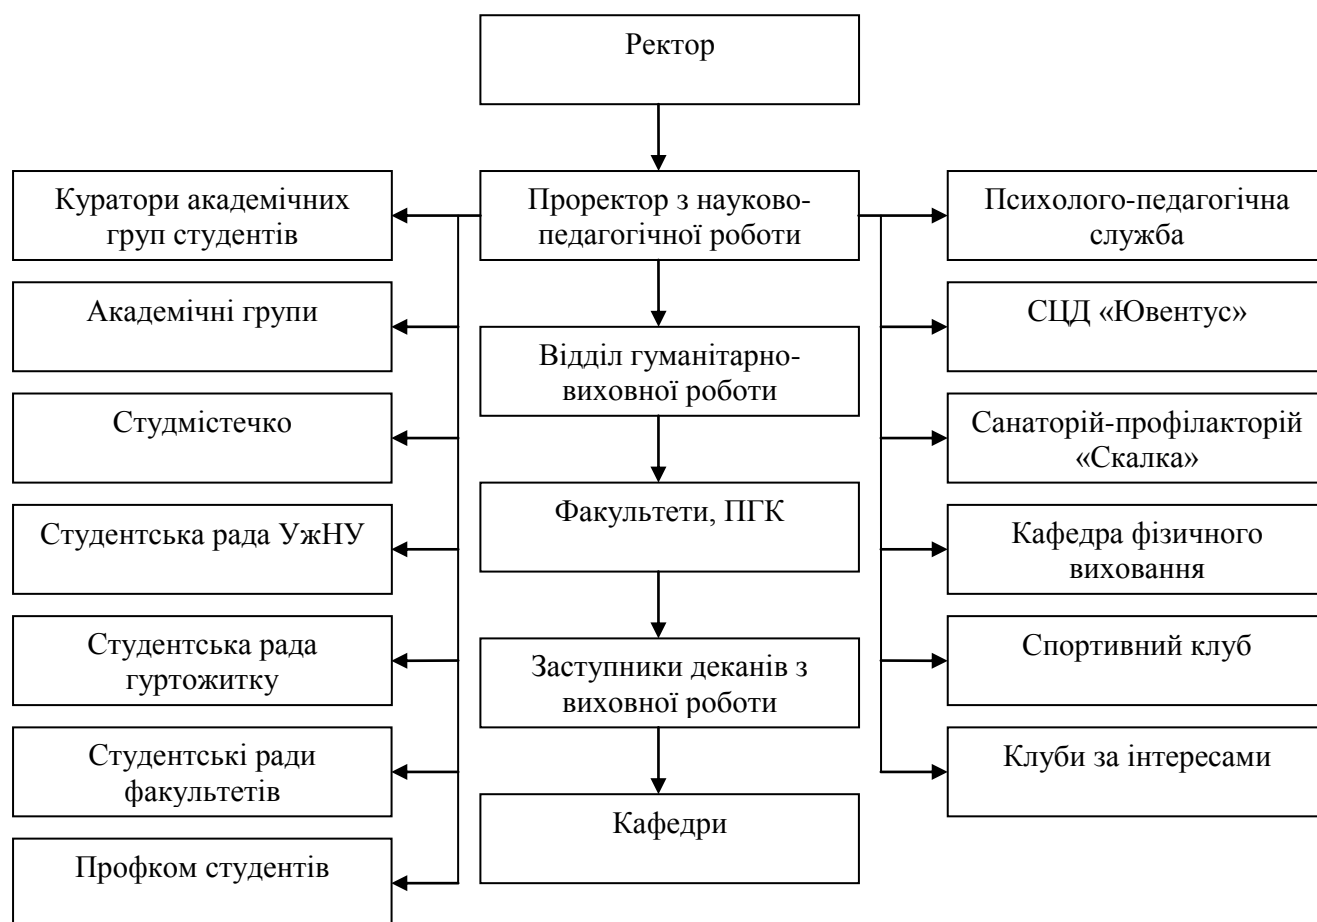 Ректор
Куратори академічних
груп студентів
Проректор з науково-
педагогічної роботи
Психолого-педагогічна
служба
Академічні групи
СЦД «Ювентус»
Відділ гуманітарно-
виховної роботи
Студмістечко
Санаторій-профілакторій
«Скалка»
Факультети, ПГК
Студентська рада УжНУ
Кафедра фізичного
виховання
Студентська рада
гуртожитку
Заступники деканів з
виховної роботи
Спортивний клуб
Студентські ради
факультетів
Клуби за інтересами
Кафедри
Профком студентів